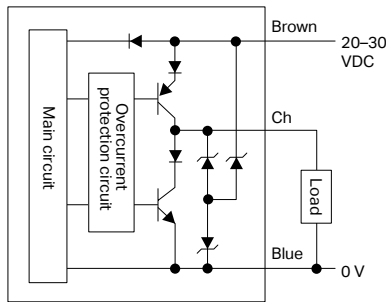 Brown
20–30
VDC
Main circuit
Overcurrent
protection circuit
Ch
Load
Blue
0 V